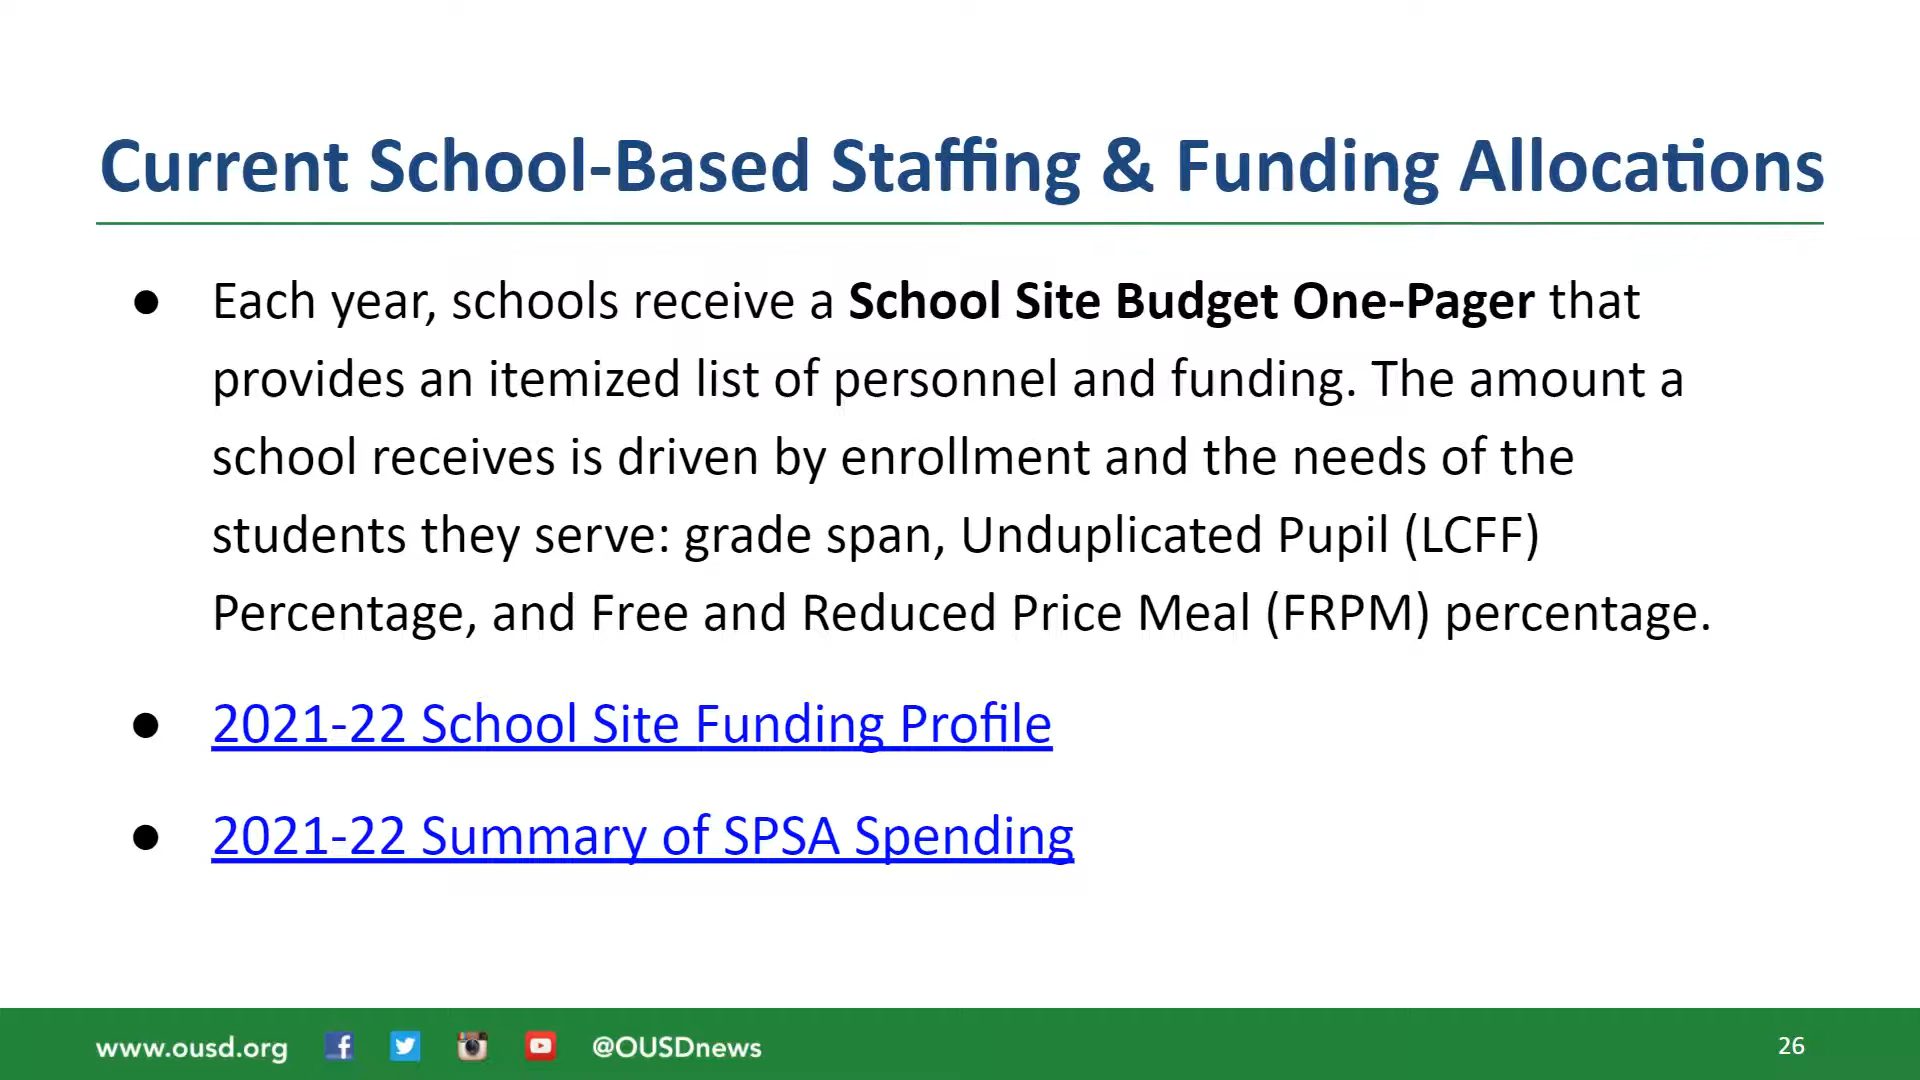 Current School-Based Staffing & Funding Allocations
● Each year, schools receive a School Site Budget One-Pager that
provides an itemized list of personnel and funding. The amount a
school receives is driven by enrollment and the needs of the
students they serve: grade span, Unduplicated Pupil (LCFF)
Percentage, and Free and Reduced Price Meal (FRPM) percentage.
● 2021-22 School Site Funding Profile
● 2021-22 Summary of SPSA Spending
www.ousd.org @OUSDnews 26